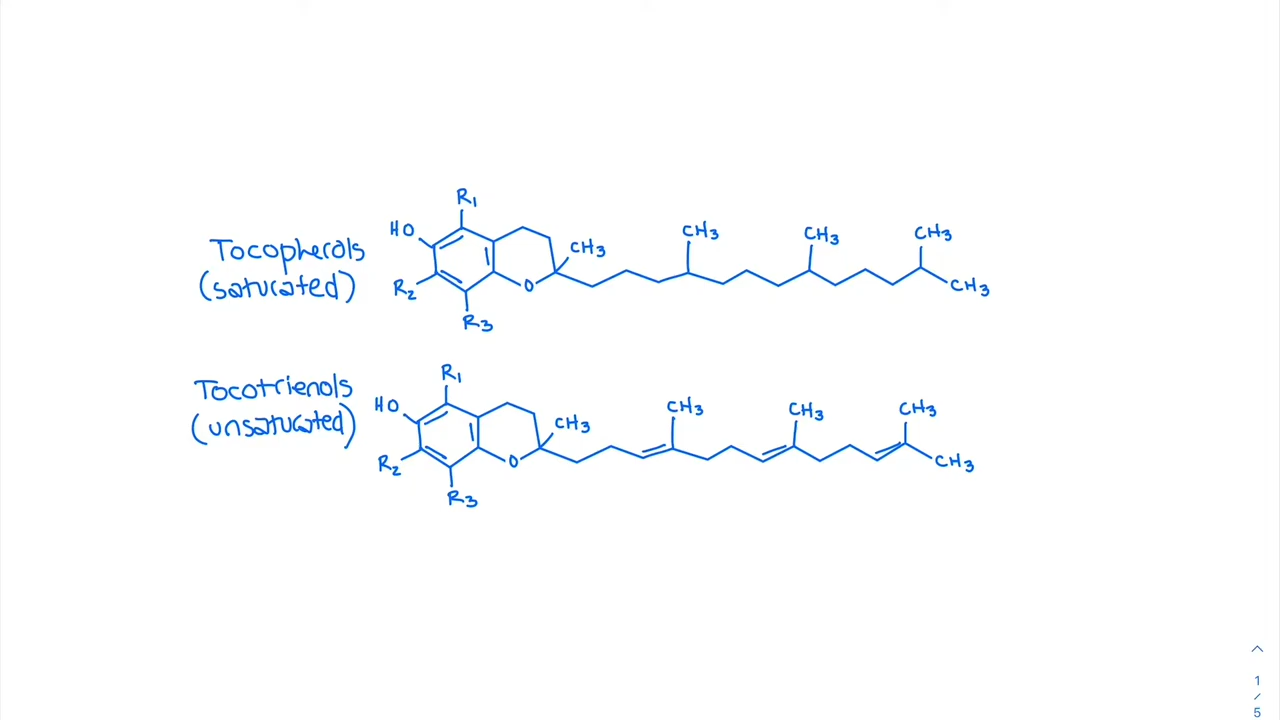 R₁
HO
Tocopherols
(saturated)
CH₃
CH₃
CH₃
CH₃
R₂
O
CH₃
R₃
Tocotrienols
(unsaturated)
R₁
HO
CH₃
CH₃
CH₃
CH₃
R₂
O
CH₃
R₃
1
/
5